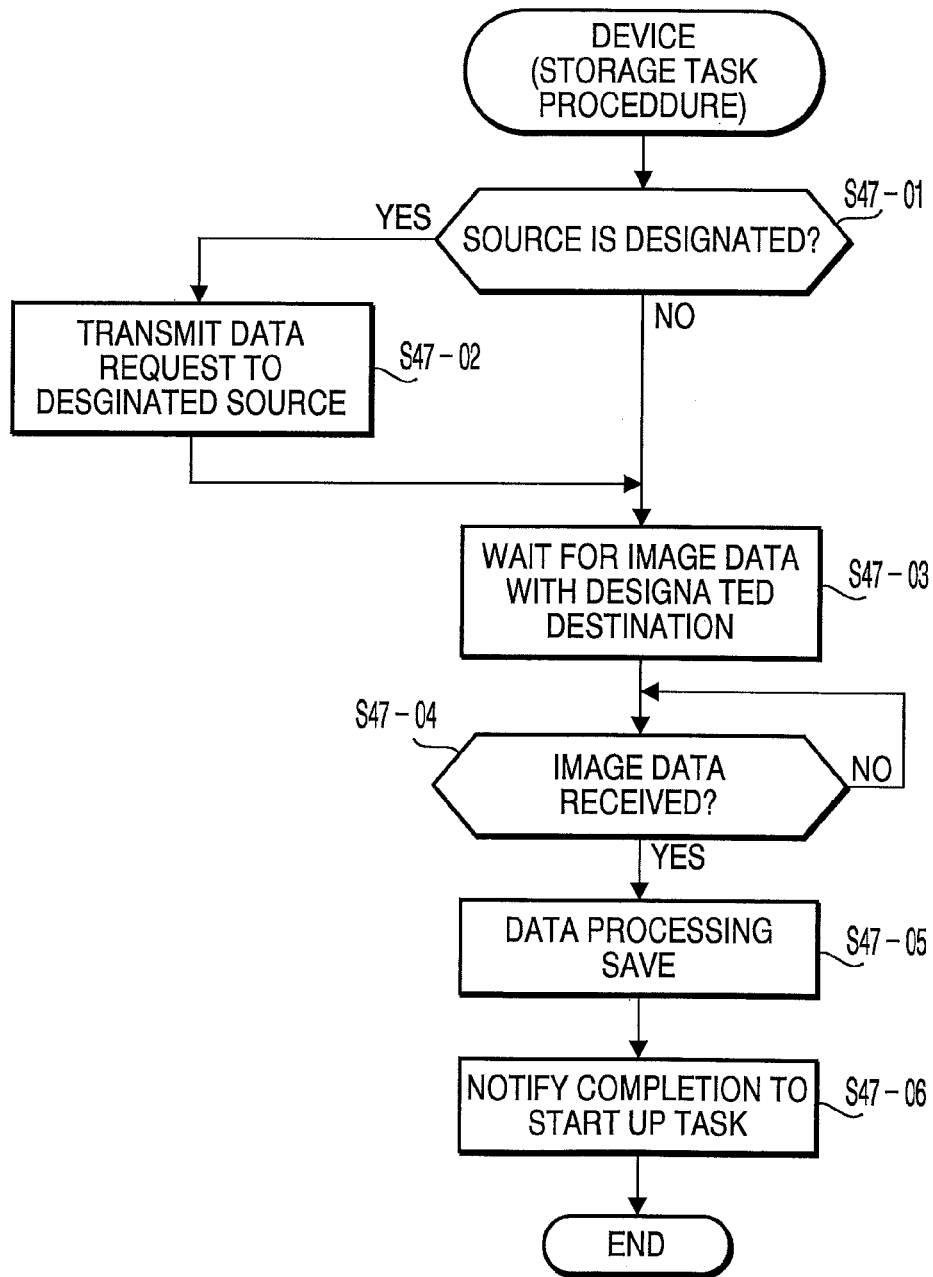 DEVICE
(STORAGE TASK
PROCEDDURE)
S47-01
YES
SOURCE IS DESIGNATED?
NO
TRANSMIT DATA
REQUEST TO
DESGINATED SOURCE
S47-02
WAIT FOR IMAGE DATA
WITH DESIGNA TED
DESTINATION
S47-03
S47-04
IMAGE DATA
RECEIVED?
NO
YES
DATA PROCESSING
SAVE
S47-05
NOTIFY COMPLETION TO
START UP TASK
S47-06
END